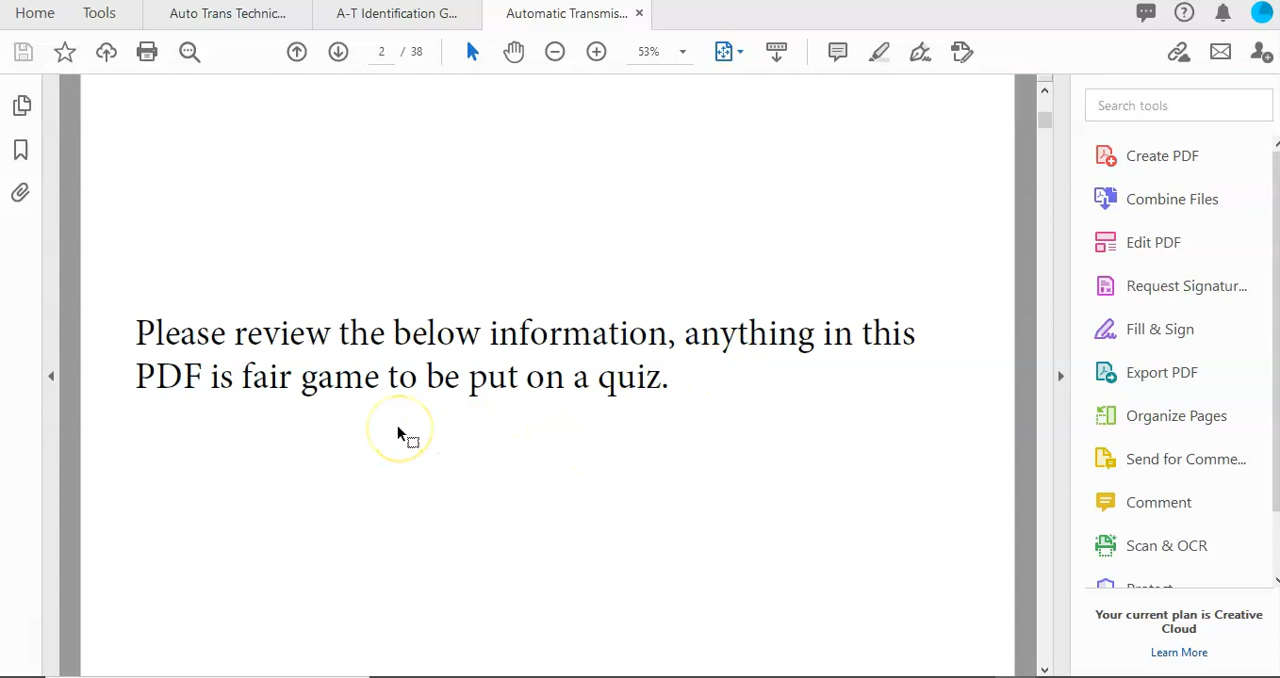 Home Tools Auto Trans Technic... A-T Identification G... Automatic Transmis... ×
2 / 38 53%
Search tools
Create PDF
Combine Files
Edit PDF
Request Signatur...
Fill & Sign
Export PDF
Organize Pages
Send for Comme...
Comment
Scan & OCR
Protect
Your current plan is Creative
Cloud
Learn More
Please review the below information, anything in this
PDF is fair game to be put on a quiz.